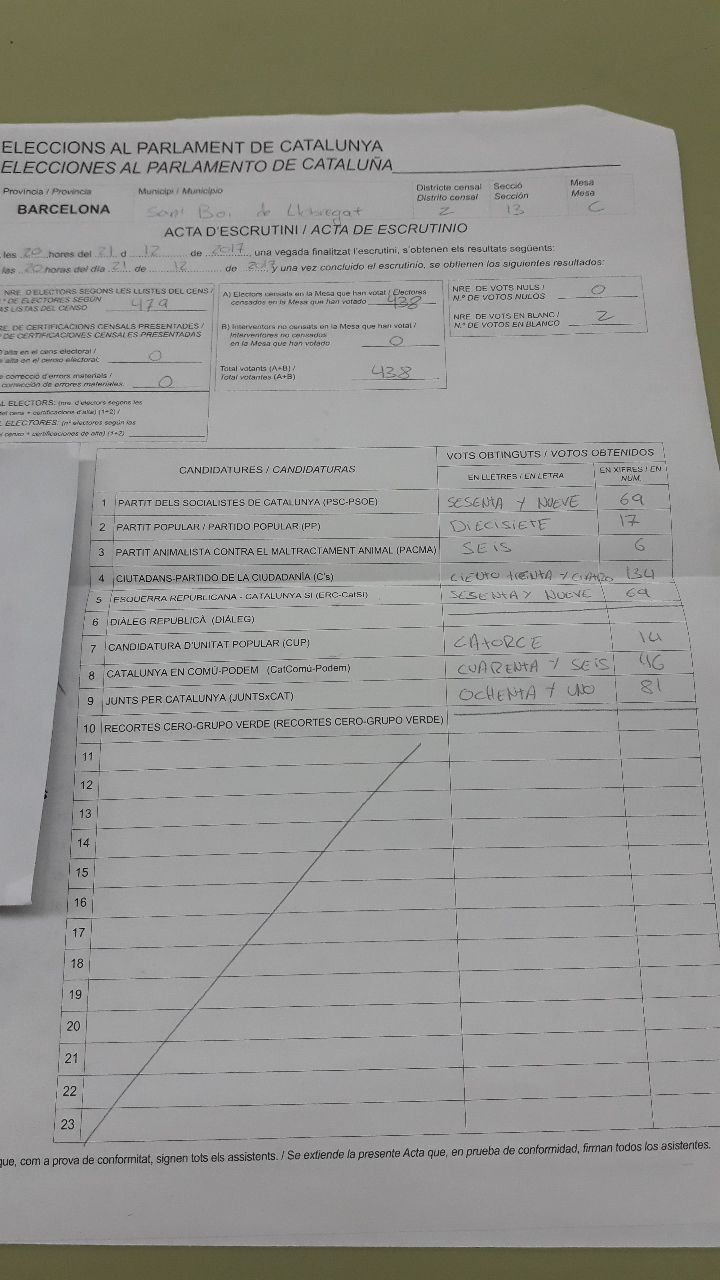 ELECCIONS AL PARLAMENT DE CATALUNYA
ELECCIONES AL PARLAMENTO DE CATALUÑA
Provincia / Provincia Municipi / Municipio Districte censal Secció Mesa
Distrito censal Sección Mesa
BARCELONA Sant Boi de Llobregat 2 13 C
ACTA D'ESCRUTINI / ACTA DE ESCRUTINIO
les 20 hores del 21 d 12 de 2017, una vegada finalitzat l'escrutini, s'obtenen els resultats següents:
las 20 horas del día 21 de 12 de 2017 y una vez concluido el escrutinio, se obtienen los siguientes resultados:
NRE. D'ELECTORS SEGONS LES LLISTES DEL CENS /
º DE ELECTORES SEGÚN
AS LISTAS DEL CENSO 479
E. DE CERTIFICACIONS CENSALS PRESENTADES /
DE CERTIFICACIONES CENSALES PRESENTADAS
d'alta en el cens electoral /
alta en el censo electoral: 0
correcció d'errors materials /
corrección de errores materiales: 0
L ELECTORS: (nre. d'electors segons les
del cens + certificacions d'alta) (1+2) /
ELECTORES: (nº electores según las
l censo + certificaciones de alta) (1+2)
A) Electors censats en la Mesa que han votat / Electores
censados en la Mesa que han votado 438
B) Interventors no censats en la Mesa que han votat /
Interventores no censados
en la Mesa que han votado 0
Total votants (A+B) /
Total votantes (A+B) 438
NRE. DE VOTS NULS /
N.º DE VOTOS NULOS 0
NRE. DE VOTS EN BLANC /
N.º DE VOTOS EN BLANCO 2
CANDIDATURES / CANDIDATURAS
VOTS OBTINGUTS / VOTOS OBTENIDOS
EN LLETRES / EN LETRA EN XIFRES / EN NUM.
1 PARTIT DELS SOCIALISTES DE CATALUNYA (PSC-PSOE) SESENTA Y NUEVE 69
2 PARTIT POPULAR / PARTIDO POPULAR (PP) DIECISIETE 17
3 PARTIT ANIMALISTA CONTRA EL MALTRACTAMENT ANIMAL (PACMA) SEIS 6
4 CIUTADANS-PARTIDO DE LA CIUDADANÍA (C's) CIENTO TREINTA Y CUATRO 134
5 ESQUERRA REPUBLICANA - CATALUNYA SI (ERC-CatSI) SESENTA Y NUEVE 69
6 DIÀLEG REPUBLICÀ (DIÀLEG)
7 CANDIDATURA D'UNITAT POPULAR (CUP) CATORCE 14
8 CATALUNYA EN COMÚ-PODEM (CatComú-Podem) CUARENTA Y SEIS 46
9 JUNTS PER CATALUNYA (JUNTSxCAT) OCHENTA Y UNO 81
10 RECORTES CERO-GRUPO VERDE (RECORTES CERO-GRUPO VERDE)
11
12
13
14
15
16
17
18
19
20
21
22
23
que, com a prova de conformitat, signen tots els assistents. / Se extiende la presente Acta que, en prueba de conformidad, firman todos los asistentes.